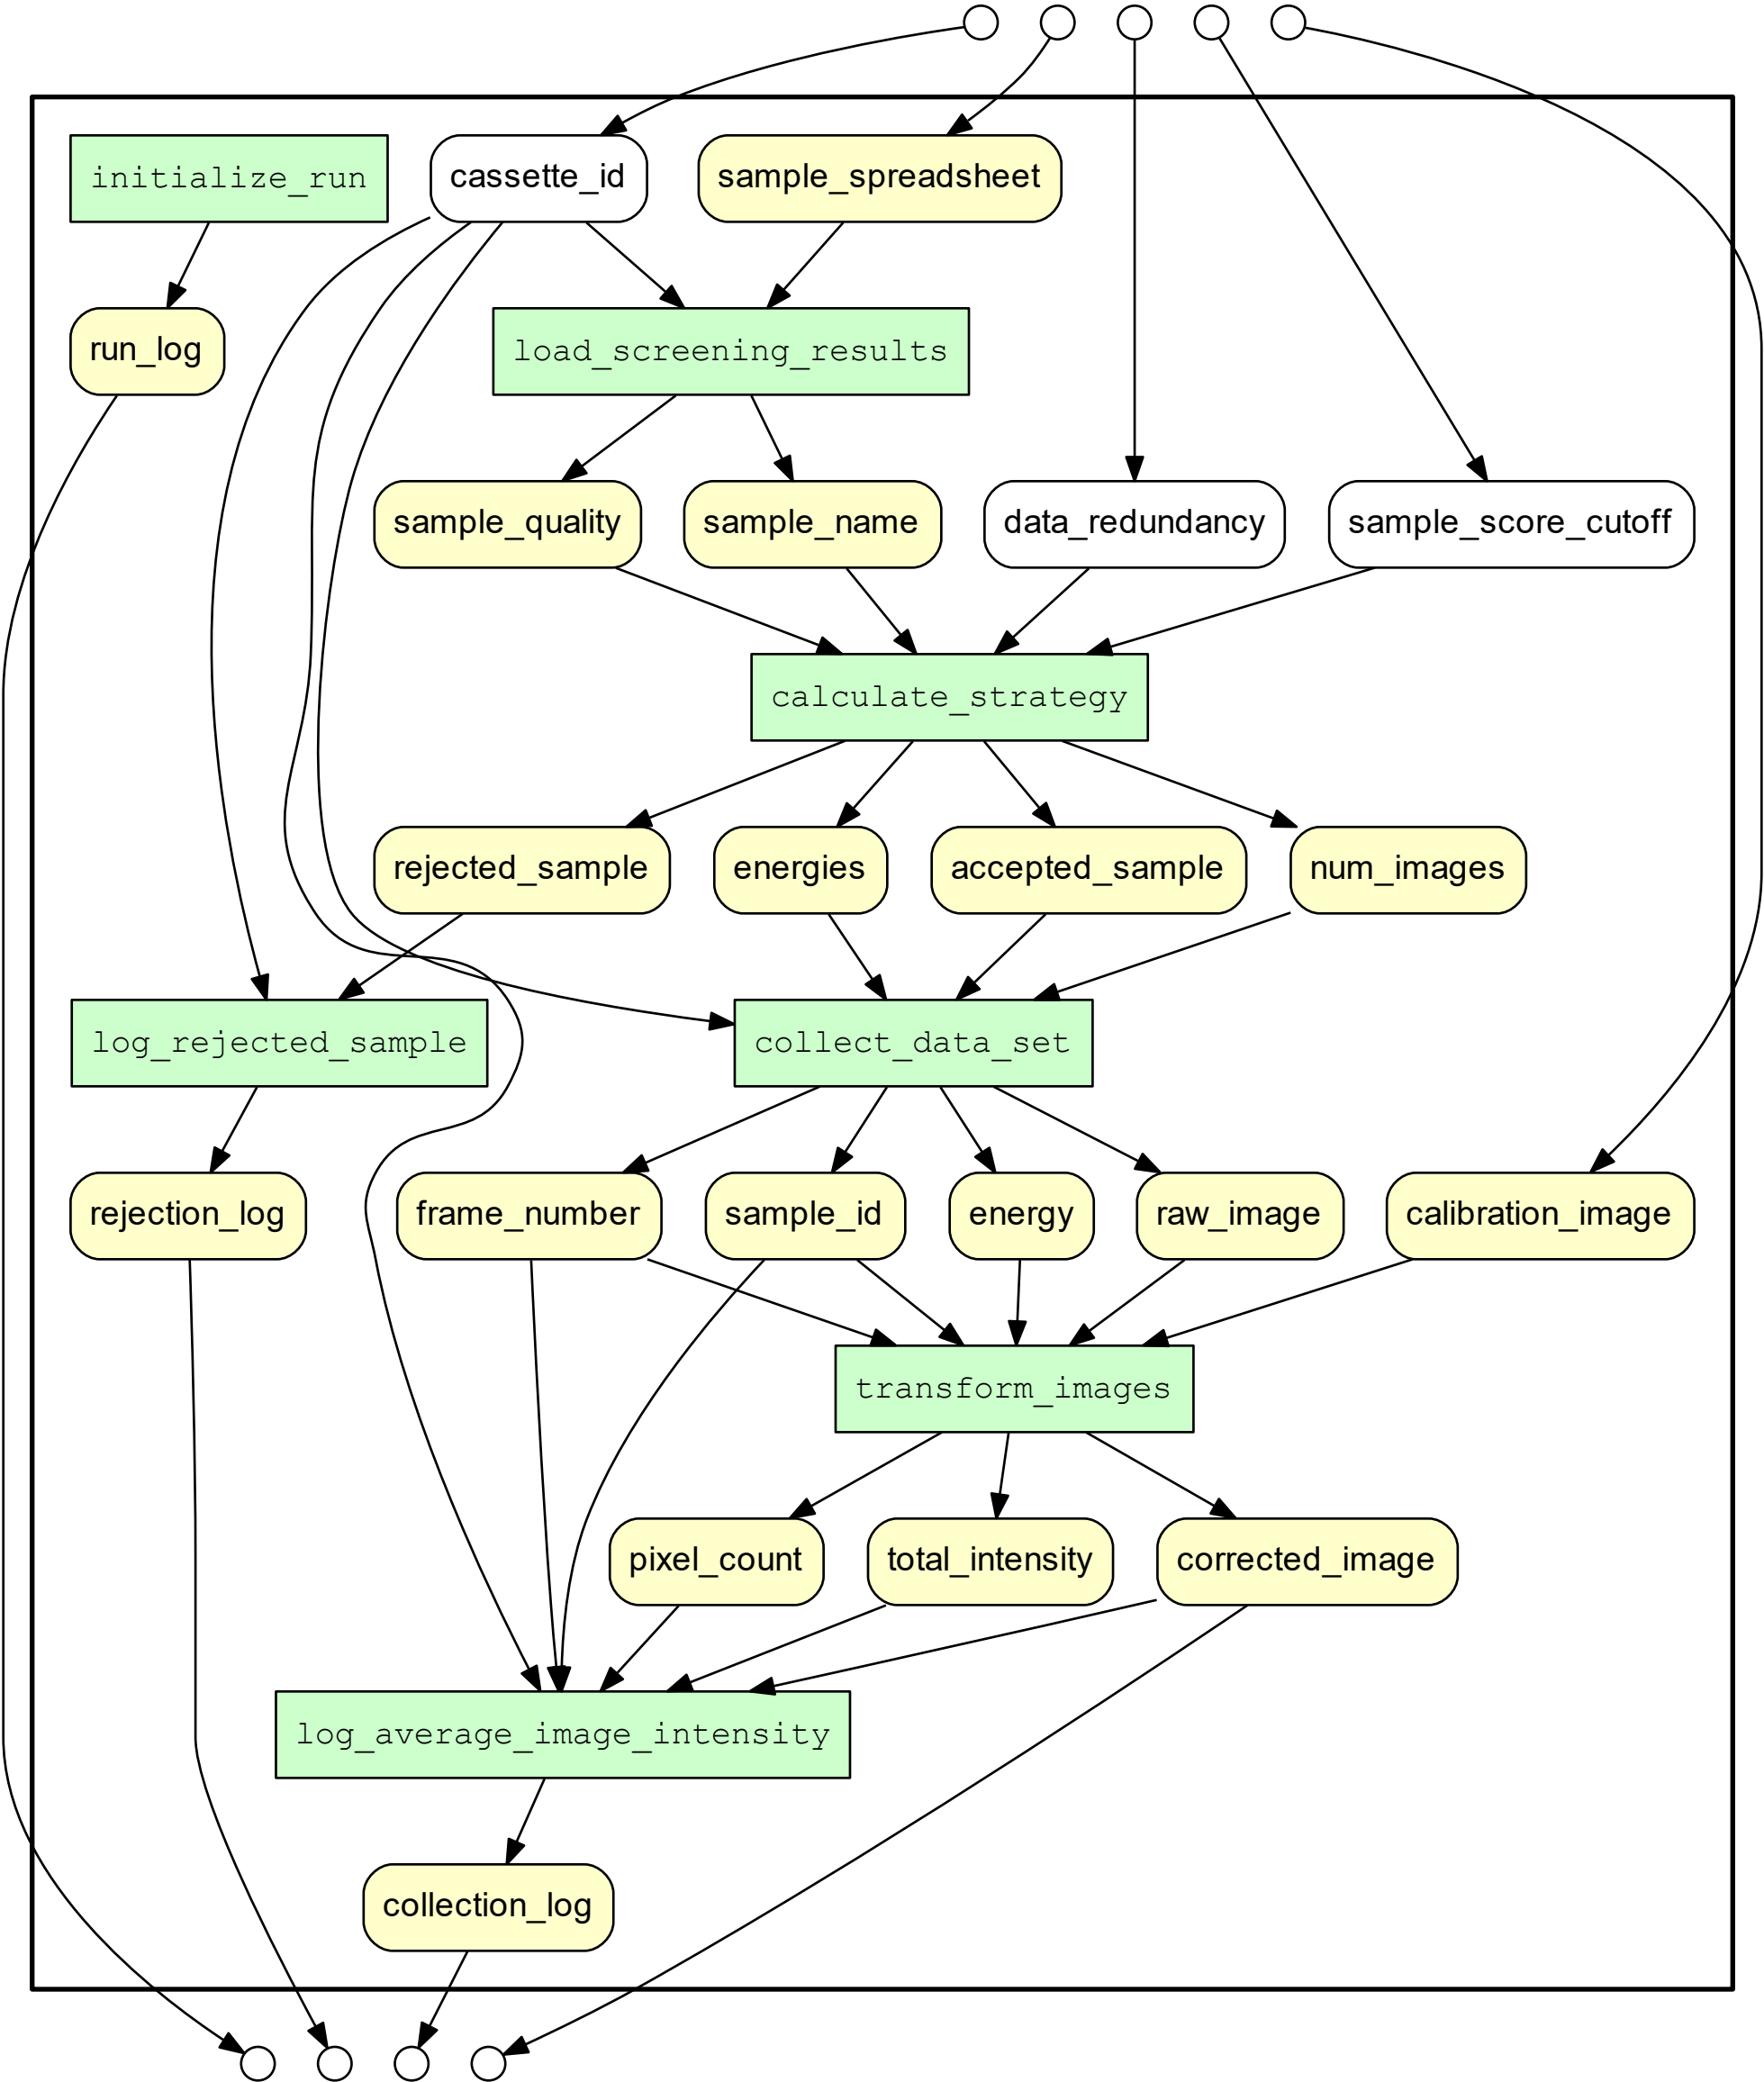 initialize_run
cassette_id
sample_spreadsheet
run_log
load_screening_results
sample_quality
sample_name
data_redundancy
sample_score_cutoff
calculate_strategy
rejected_sample
energies
accepted_sample
num_images
log_rejected_sample
collect_data_set
rejection_log
frame_number
sample_id
energy
raw_image
calibration_image
transform_images
pixel_count
total_intensity
corrected_image
log_average_image_intensity
collection_log